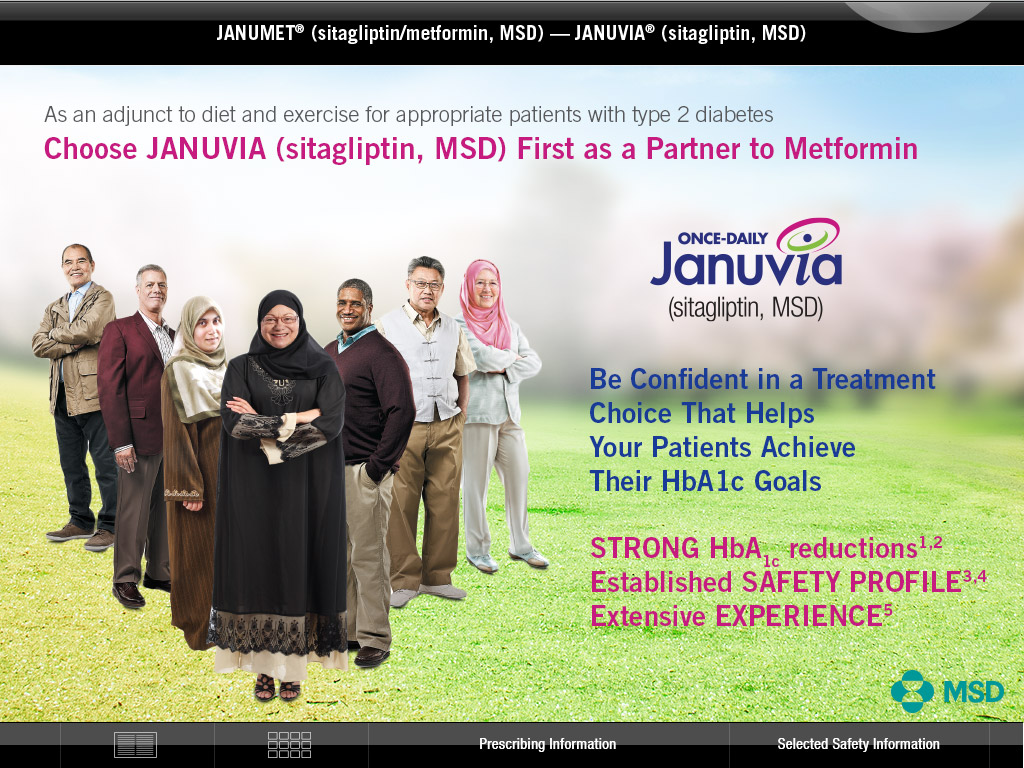 JANUMET® (sitagliptin/metformin, MSD) — JANUVIA® (sitagliptin, MSD)
As an adjunct to diet and exercise for appropriate patients with type 2 diabetes
Choose JANUVIA (sitagliptin, MSD) First as a Partner to Metformin
ONCE-DAILY
Januvia
(sitagliptin, MSD)
Be Confident in a Treatment
Choice That Helps
Your Patients Achieve
Their HbA1c Goals
STRONG HbA1c reductions1,2
Established SAFETY PROFILE3,4
Extensive EXPERIENCE5
MSD
Prescribing Information
Selected Safety Information